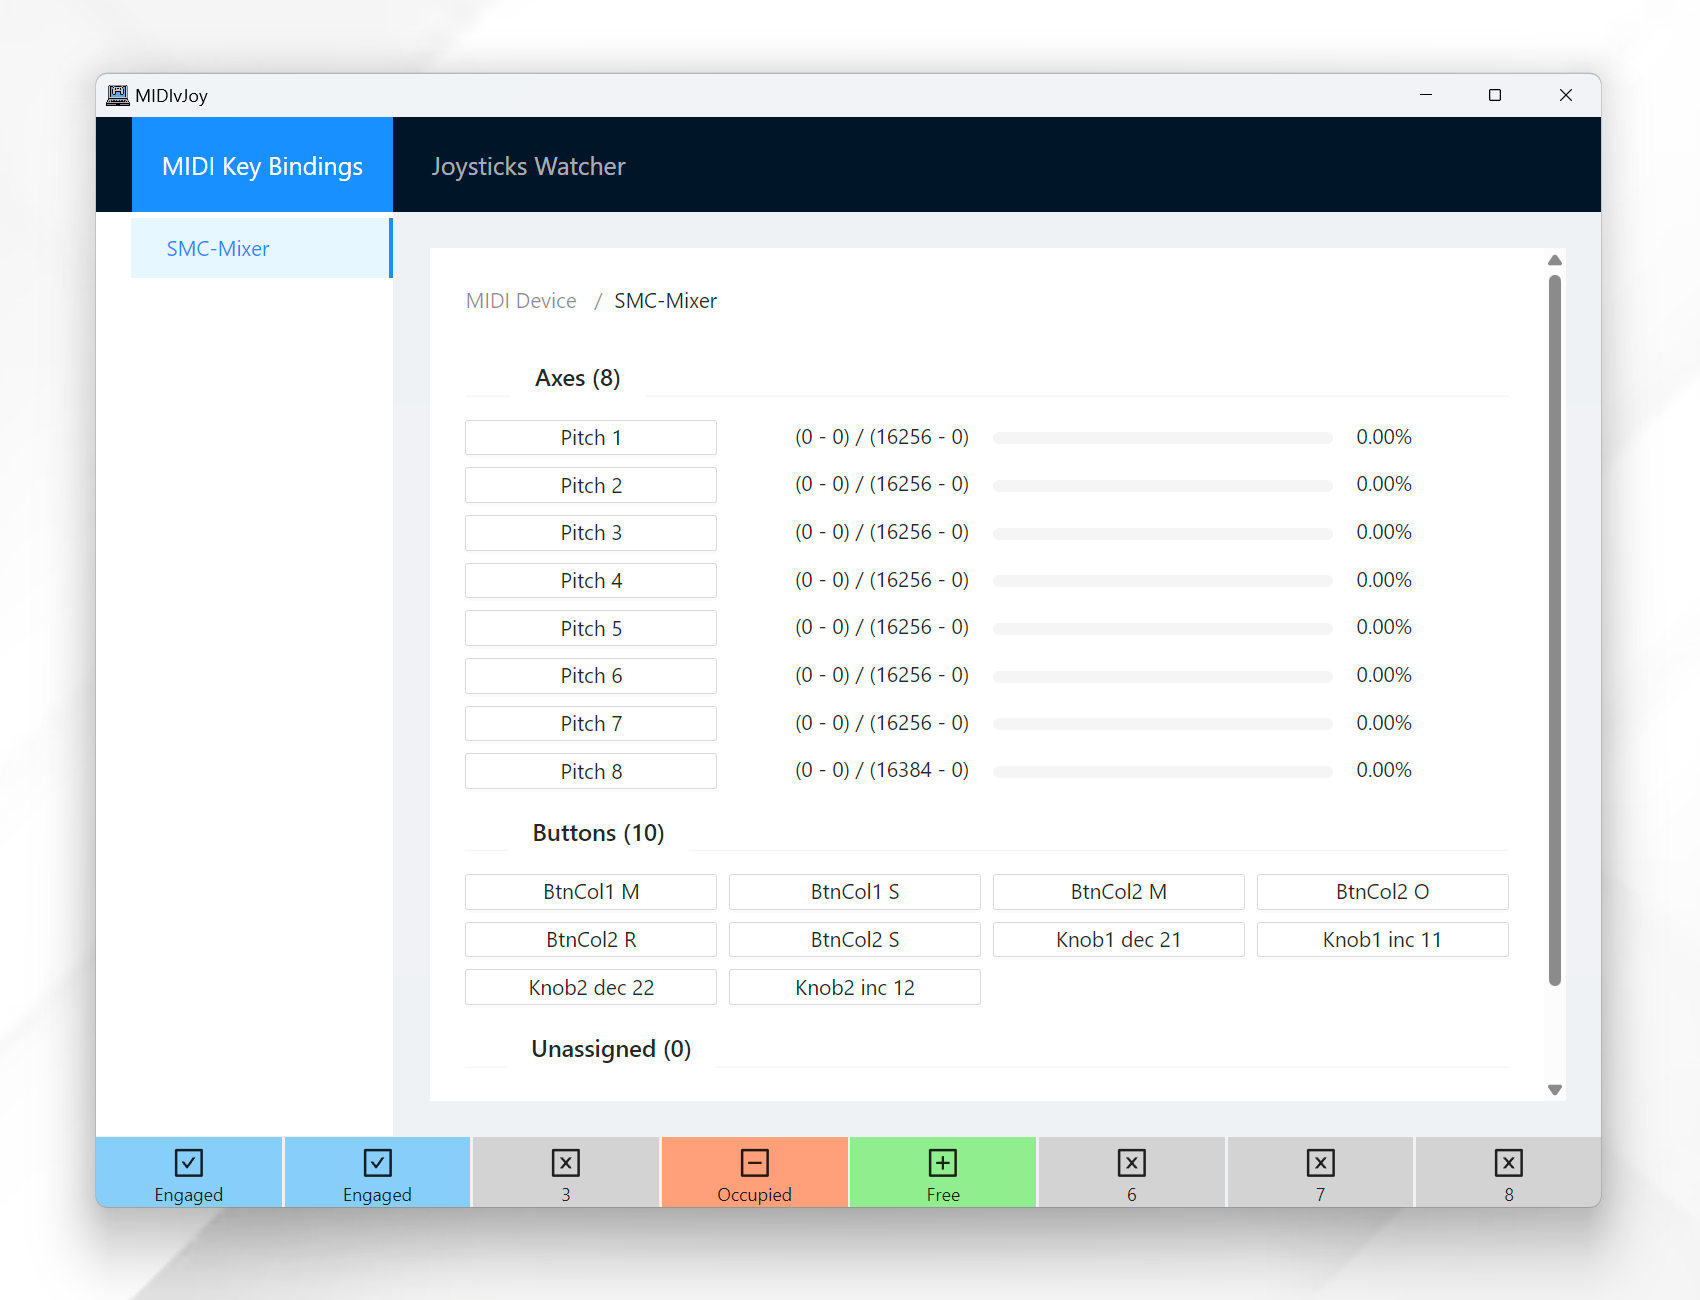 MIDIvJoy
MIDI Key Bindings
Joysticks Watcher
SMC-Mixer
MIDI Device / SMC-Mixer
Axes (8)
Pitch 1 (0 - 0) / (16256 - 0) 0.00%
Pitch 2 (0 - 0) / (16256 - 0) 0.00%
Pitch 3 (0 - 0) / (16256 - 0) 0.00%
Pitch 4 (0 - 0) / (16256 - 0) 0.00%
Pitch 5 (0 - 0) / (16256 - 0) 0.00%
Pitch 6 (0 - 0) / (16256 - 0) 0.00%
Pitch 7 (0 - 0) / (16256 - 0) 0.00%
Pitch 8 (0 - 0) / (16384 - 0) 0.00%
Buttons (10)
BtnCol1 M BtnCol1 S BtnCol2 M BtnCol2 O
BtnCol2 R BtnCol2 S Knob1 dec 21 Knob1 inc 11
Knob2 dec 22 Knob2 inc 12
Unassigned (0)
Engaged Engaged 3 Occupied Free 6 7 8